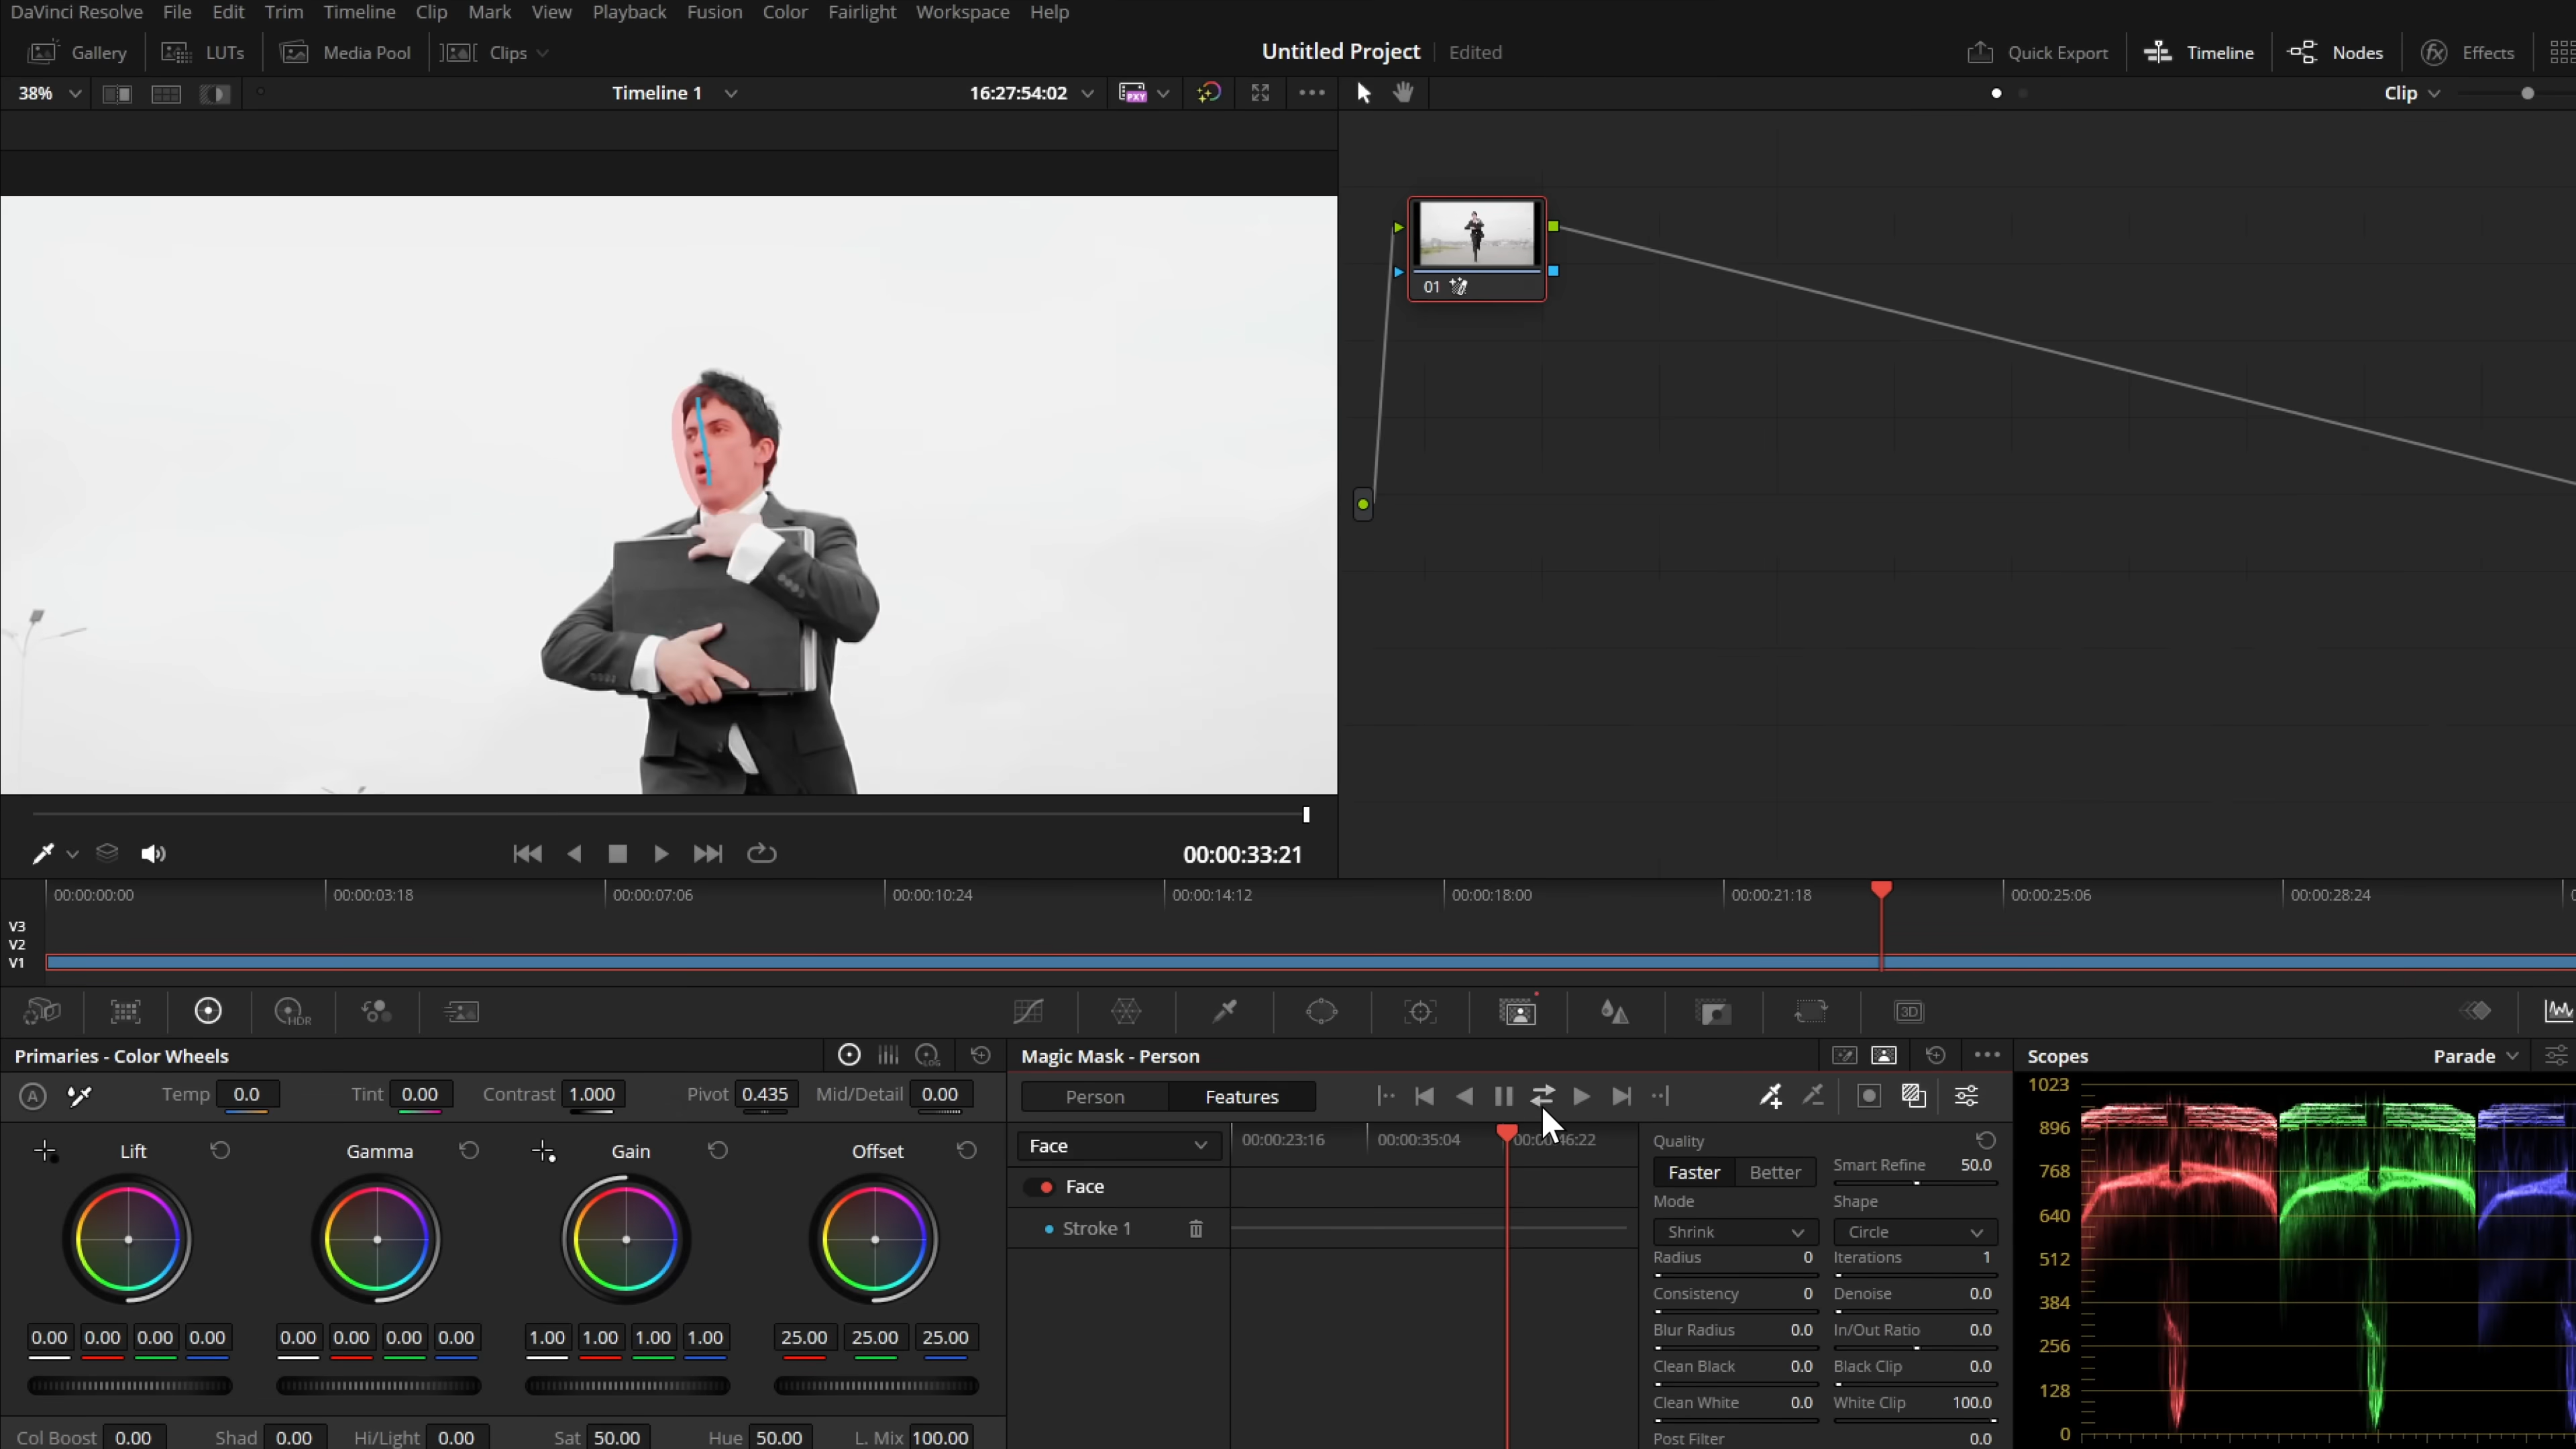 DaVinci Resolve File Edit Trim Timeline Clip Mark View Playback Fusion Color Fairlight Workspace Help
Gallery LUTs Media Pool Clips Untitled Project Edited Quick Export Timeline Nodes Effects
38% Timeline 1 16:27:54:02 PXY Clip
01
00:00:33:21
00:00:00:00 00:00:03:18 00:00:07:06 00:00:10:24 00:00:14:12 00:00:18:00 00:00:21:18 00:00:25:06 00:00:28:24
V3
V2
V1
HDR 3D
Primaries - Color Wheels LOG Magic Mask - Person Scopes Parade
A Temp 0.0 Tint 0.00 Contrast 1.000 Pivot 0.435 Mid/Detail 0.00 Person Features
Lift Gamma Gain Offset
Face 00:00:23:16 00:00:35:04
Face
Stroke 1
Quality
Faster Better Smart Refine 50.0
Mode Shape
Shrink Circle
Radius 0 Iterations 1
Consistency 0 Denoise 0.0
Blur Radius 0.0 In/Out Ratio 0.0
Clean Black 0.0 Black Clip 0.0
Clean White 0.0 White Clip 100.0
Post Filter 0.0
0.00 0.00 0.00 0.00 0.00 0.00 0.00 0.00 1.00 1.00 1.00 1.00 25.00 25.00 25.00
Col Boost 0.00 Shad 0.00 Hi/Light 0.00 Sat 50.00 Hue 50.00 L. Mix 100.00
1023
896
768
640
512
384
256
128
0